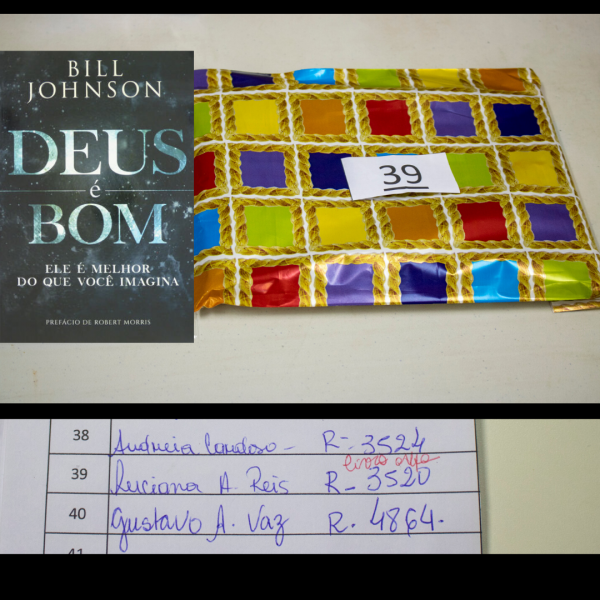 BILL
JOHNSON
DEUS
é
BOM
ELE É MELHOR
DO QUE VOCÊ IMAGINA
PREFÁCIO DE ROBERT MORRIS
39
38 Andreia Cardoso - R-. 3524
39 Luciana A. Reis R- 3520
40 Gustavo A. Vaz R. 4864.
41